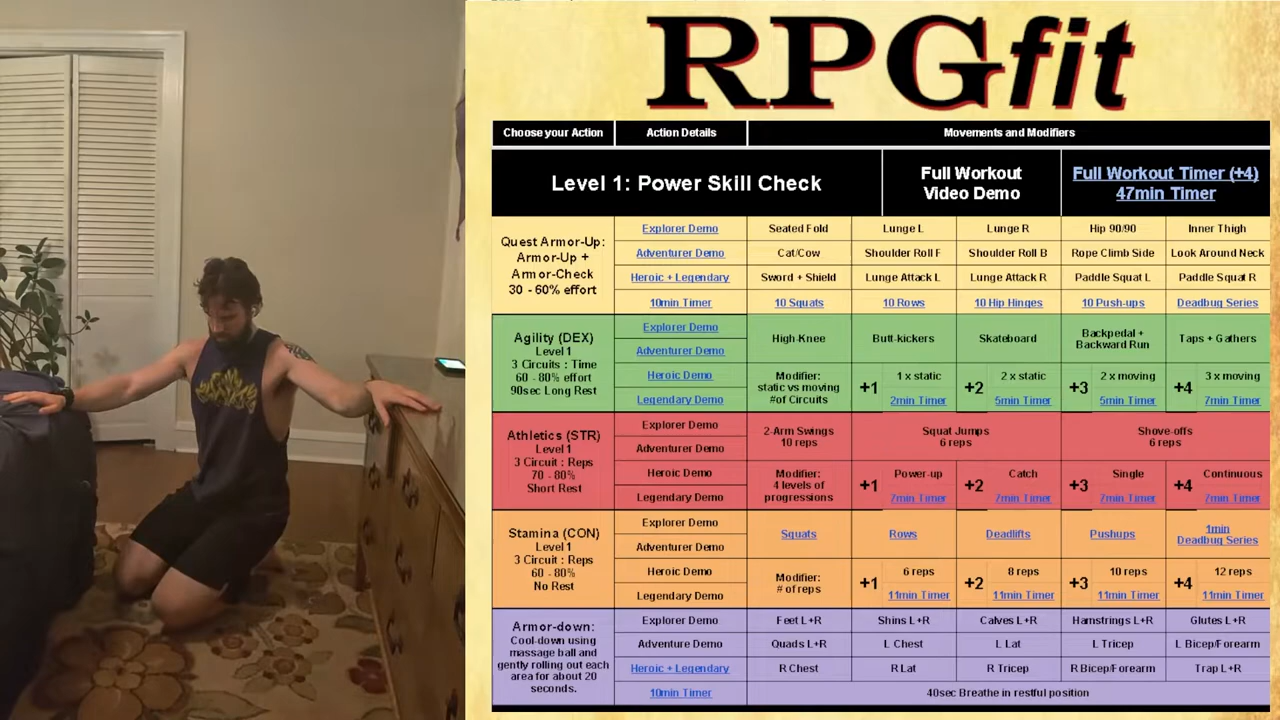 RPGfit
Choose your Action
Action Details
Movements and Modifiers
Level 1: Power Skill Check
Full Workout
Video Demo
Full Workout Timer (+4)
47min Timer
Quest Armor-Up:
Armor-Up +
Armor-Check
30 - 60% effort
Explorer Demo
Seated Fold
Lunge L
Lunge R
Hip 90/90
Inner Thigh
Adventurer Demo
Cat/Cow
Shoulder Roll F
Shoulder Roll B
Rope Climb Side
Look Around Neck
Heroic + Legendary
Sword + Shield
Lunge Attack L
Lunge Attack R
Paddle Squat L
Paddle Squat R
10min Timer
10 Squats
10 Rows
10 Hip Hinges
10 Push-ups
Deadbug Series
Agility (DEX)
Level 1
3 Circuits : Time
60 - 80% effort
90sec Long Rest
Explorer Demo
Adventurer Demo
High-Knee
Butt-kickers
Skateboard
Backpedal +
Backward Run
Taps + Gathers
Heroic Demo
Legendary Demo
Modifier:
static vs moving
#of Circuits
+1
1 x static
2min Timer
+2
2 x static
5min Timer
+3
2 x moving
5min Timer
+4
3 x moving
7min Timer
Athletics (STR)
Level 1
3 Circuit : Reps
70 - 80%
Short Rest
Explorer Demo
Adventurer Demo
2-Arm Swings
10 reps
Squat Jumps
6 reps
Shove-offs
6 reps
Heroic Demo
Legendary Demo
Modifier:
4 levels of
progressions
+1
Power-up
7min Timer
+2
Catch
7min Timer
+3
Single
7min Timer
+4
Continuous
7min Timer
Stamina (CON)
Level 1
3 Circuit : Reps
60 - 80%
No Rest
Explorer Demo
Adventurer Demo
Squats
Rows
Deadlifts
Pushups
1min
Deadbug Series
Heroic Demo
Legendary Demo
Modifier:
# of reps
+1
6 reps
11min Timer
+2
8 reps
11min Timer
+3
10 reps
11min Timer
+4
12 reps
11min Timer
Armor-down:
Cool-down using
massage ball and
gently rolling out each
area for about 20
seconds.
Explorer Demo
Feet L+R
Shins L+R
Calves L+R
Hamstrings L+R
Glutes L+R
Adventure Demo
Quads L+R
L Chest
L Lat
L Tricep
L Bicep/Forearm
Heroic + Legendary
R Chest
R Lat
R Tricep
R Bicep/Forearm
Trap L+R
10min Timer
40sec Breathe in restful position